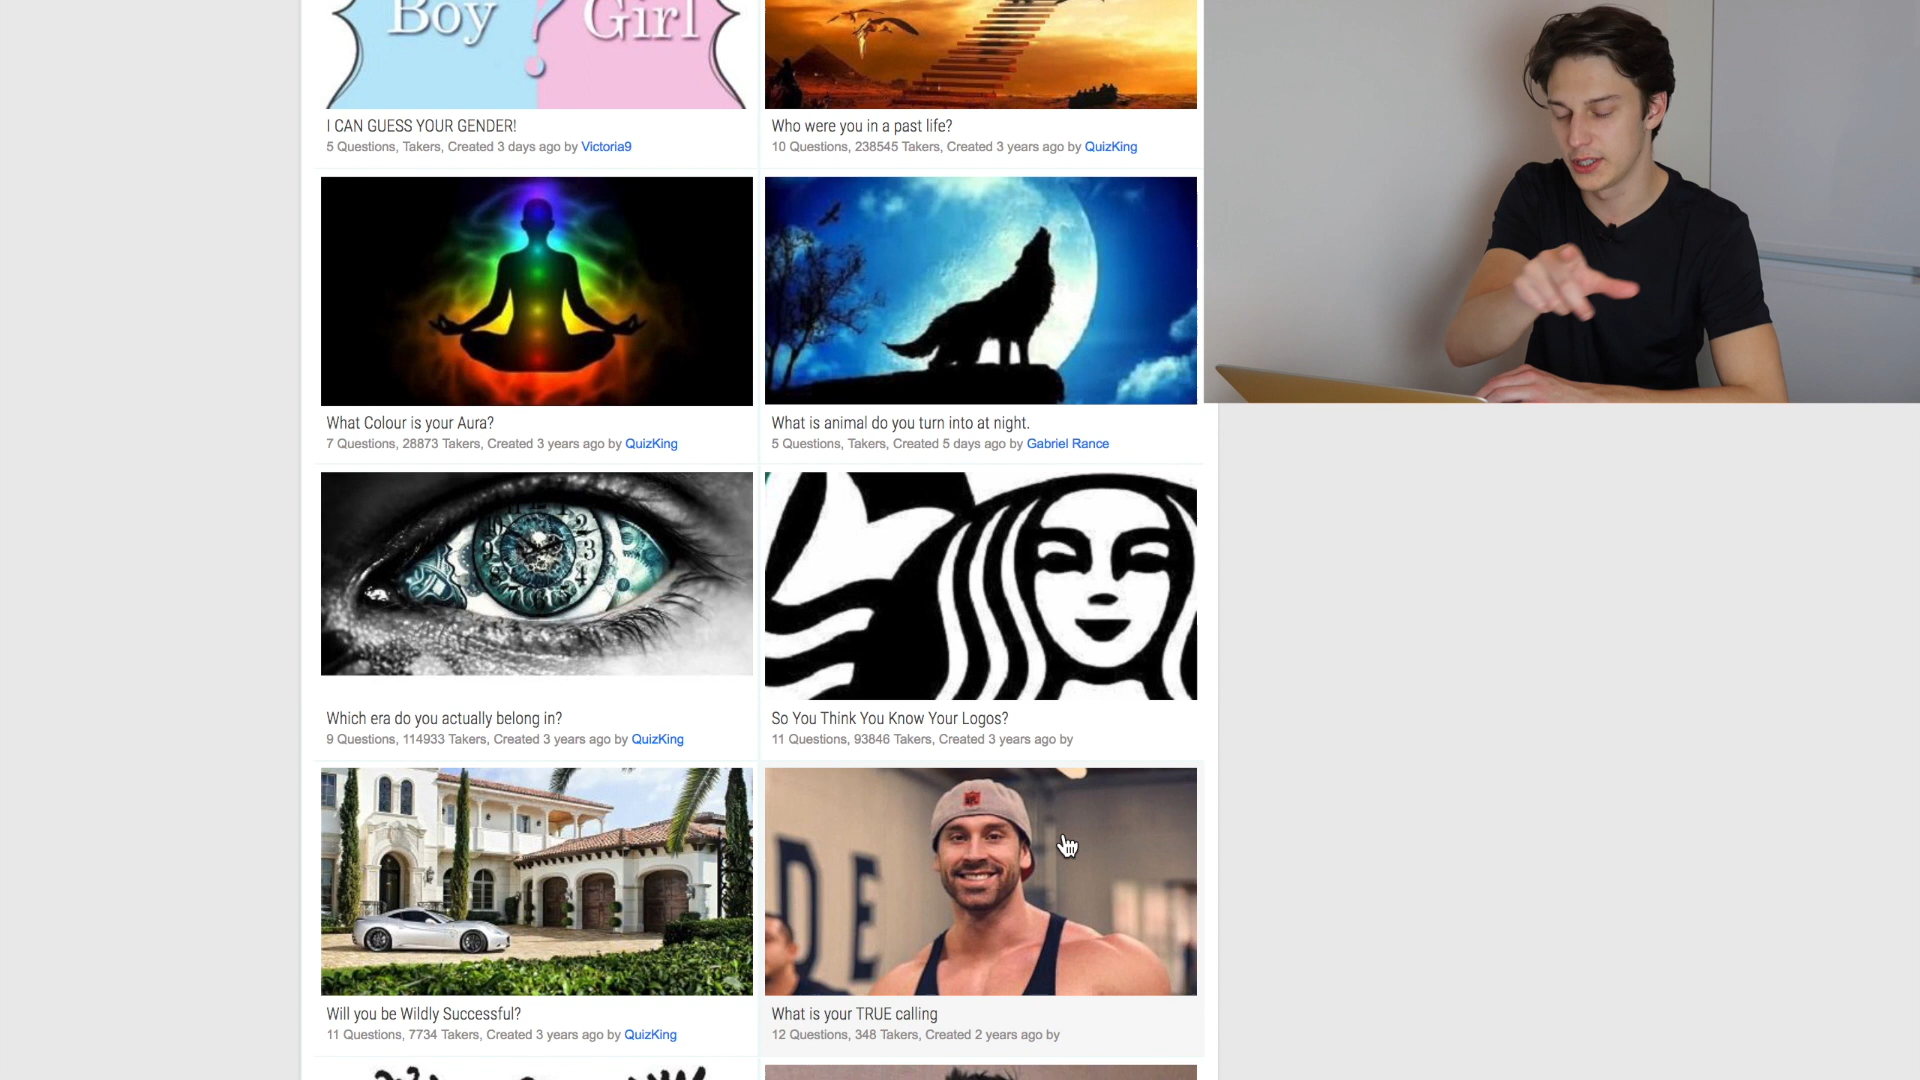 Boy ? Girl
I CAN GUESS YOUR GENDER!
5 Questions, Takers, Created 3 days ago by Victoria9
Who were you in a past life?
10 Questions, 238545 Takers, Created 3 years ago by QuizKing
What Colour is your Aura?
7 Questions, 28873 Takers, Created 3 years ago by QuizKing
What is animal do you turn into at night.
5 Questions, Takers, Created 5 days ago by Gabriel Rance
Which era do you actually belong in?
9 Questions, 114933 Takers, Created 3 years ago by QuizKing
So You Think You Know Your Logos?
11 Questions, 93846 Takers, Created 3 years ago by
DE
Will you be Wildly Successful?
11 Questions, 7734 Takers, Created 3 years ago by QuizKing
What is your TRUE calling
12 Questions, 348 Takers, Created 2 years ago by